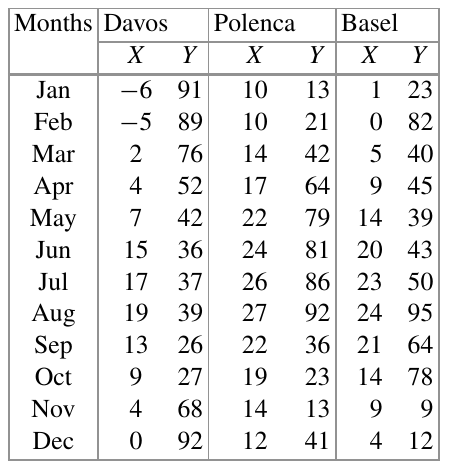 Months Davos Polenca Basel
X Y X Y X Y
Jan −6 91 10 13 1 23
Feb −5 89 10 21 0 82
Mar 2 76 14 42 5 40
Apr 4 52 17 64 9 45
May 7 42 22 79 14 39
Jun 15 36 24 81 20 43
Jul 17 37 26 86 23 50
Aug 19 39 27 92 24 95
Sep 13 26 22 36 21 64
Oct 9 27 19 23 14 78
Nov 4 68 14 13 9 9
Dec 0 92 12 41 4 12